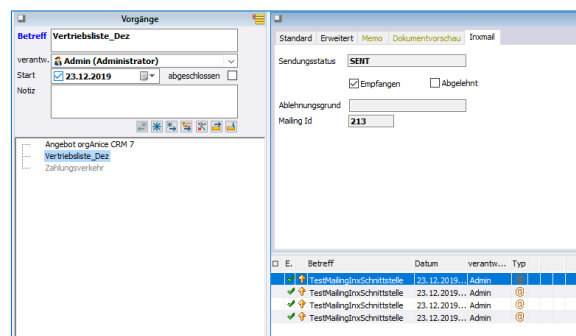 Vorgänge
Betreff Vertriebsliste_Dez
verantw. Admin (Administrator)
Start 23.12.2019 abgeschlossen
Notiz
Angebot orgAnice CRM 7
Vertriebsliste_Dez
Zahlungsverkehr
Standard Erweitert Memo Dokumentvorschau Inxmail
Sendungsstatus SENT
Empfangen Abgelehnt
Ablehnungsgrund
Mailing Id 213
E. Betreff Datum verantw... Typ
TestMailingInxSchnittstelle 23.12.2019... Admin @
TestMailingInxSchnittstelle 23.12.2019... Admin @
TestMailingInxSchnittstelle 23.12.2019... Admin @
TestMailingInxSchnittstelle 23.12.2019... Admin @